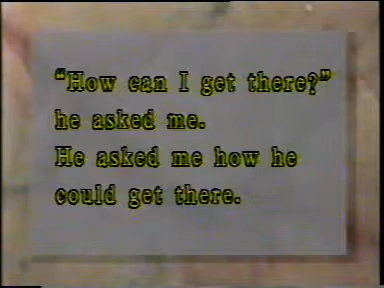 “How can I get there?”
he asked me.
He asked me how he
could get there.